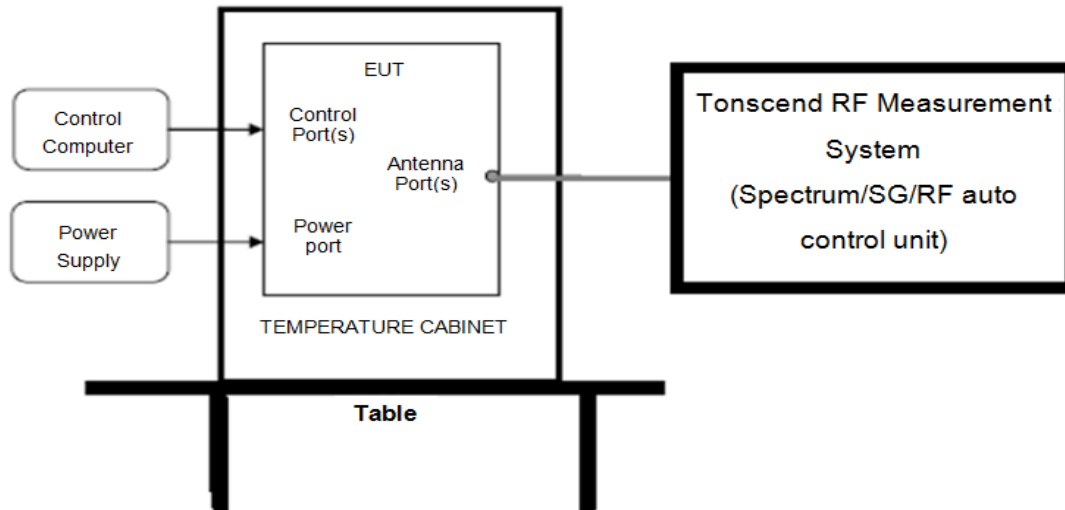 EUT
Control
Computer
Control
Port(s)
Antenna
Port(s)
Power
Supply
Power
port
TEMPERATURE CABINET
Table
Tonscend RF Measurement
System
(Spectrum/SG/RF auto
control unit)